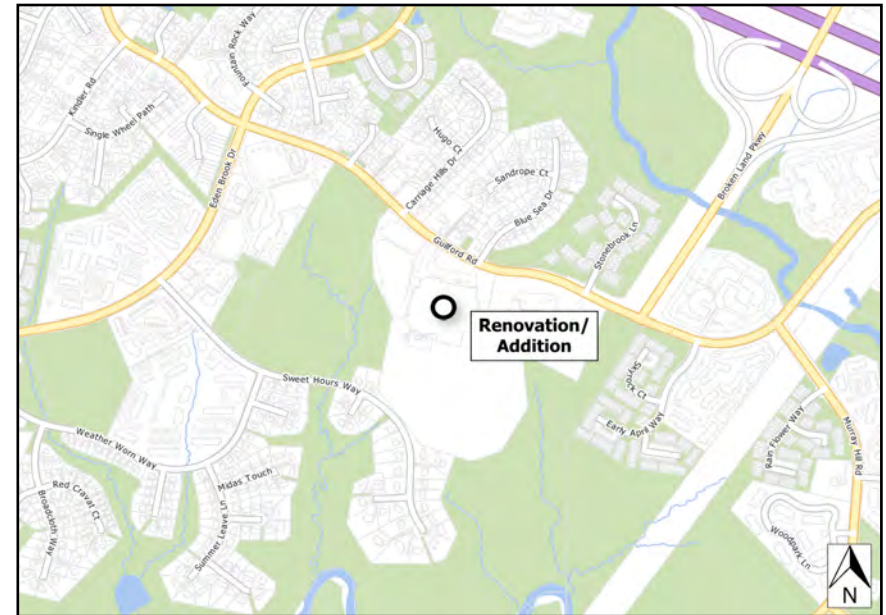 Fountain Rock Way
Kinder Rd
Single Wheel Path
Eden Brook Dr
Hugo Ct
Carriage Hills Dr
Sandrope Ct
Blue Sea Dr
Guilford Rd
Stonebrook Ln
Broken Land Pkwy
Renovation/
Addition
Skyrock Ct
Early April Way
Sweet Hours Way
Weather Worn Way
Midas Touch
Red Cravat Ct
Broadcloth Way
Summer Leave Ln
Rain Flower Way
Murray Hill Rd
Woodpark Ln
N